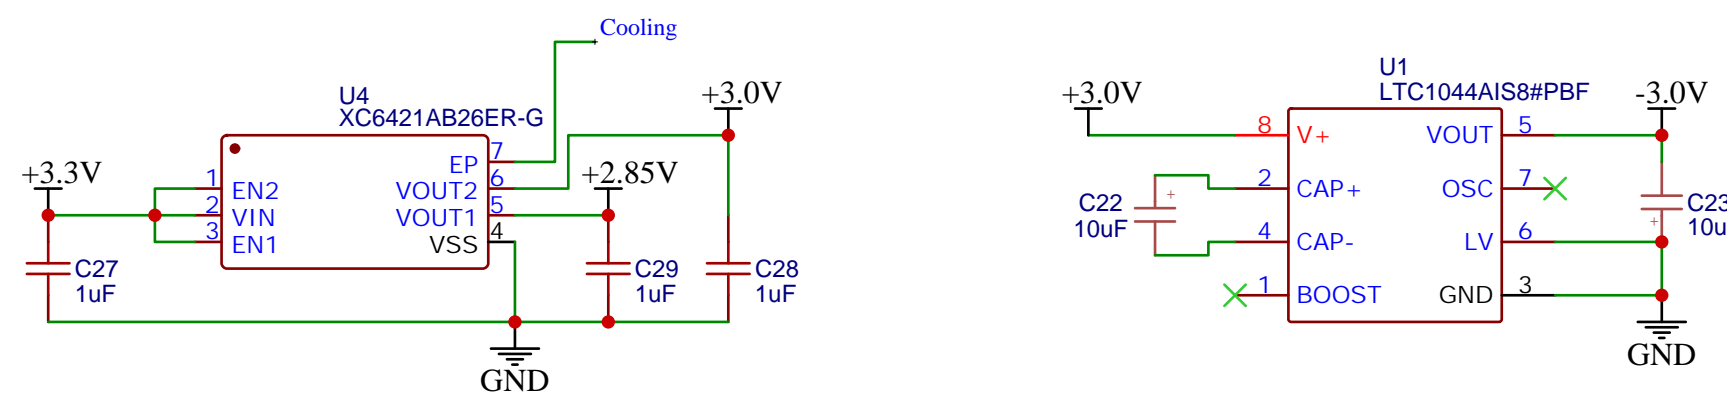 Cooling
U4
XC6421AB26ER-G
+3.3V
1
EN2
2
VIN
3
EN1
EP
7
VOUT2
6
VOUT1
5
VSS
4
+2.85V
+3.0V
C27
1uF
C29
1uF
C28
1uF
GND
U1
LTC1044AIS8#PBF
+3.0V
-3.0V
8
V+
VOUT
5
2
CAP+
OSC
7
4
CAP-
LV
6
1
BOOST
GND
3
C22
10uF
+
C23
10u
+
GND